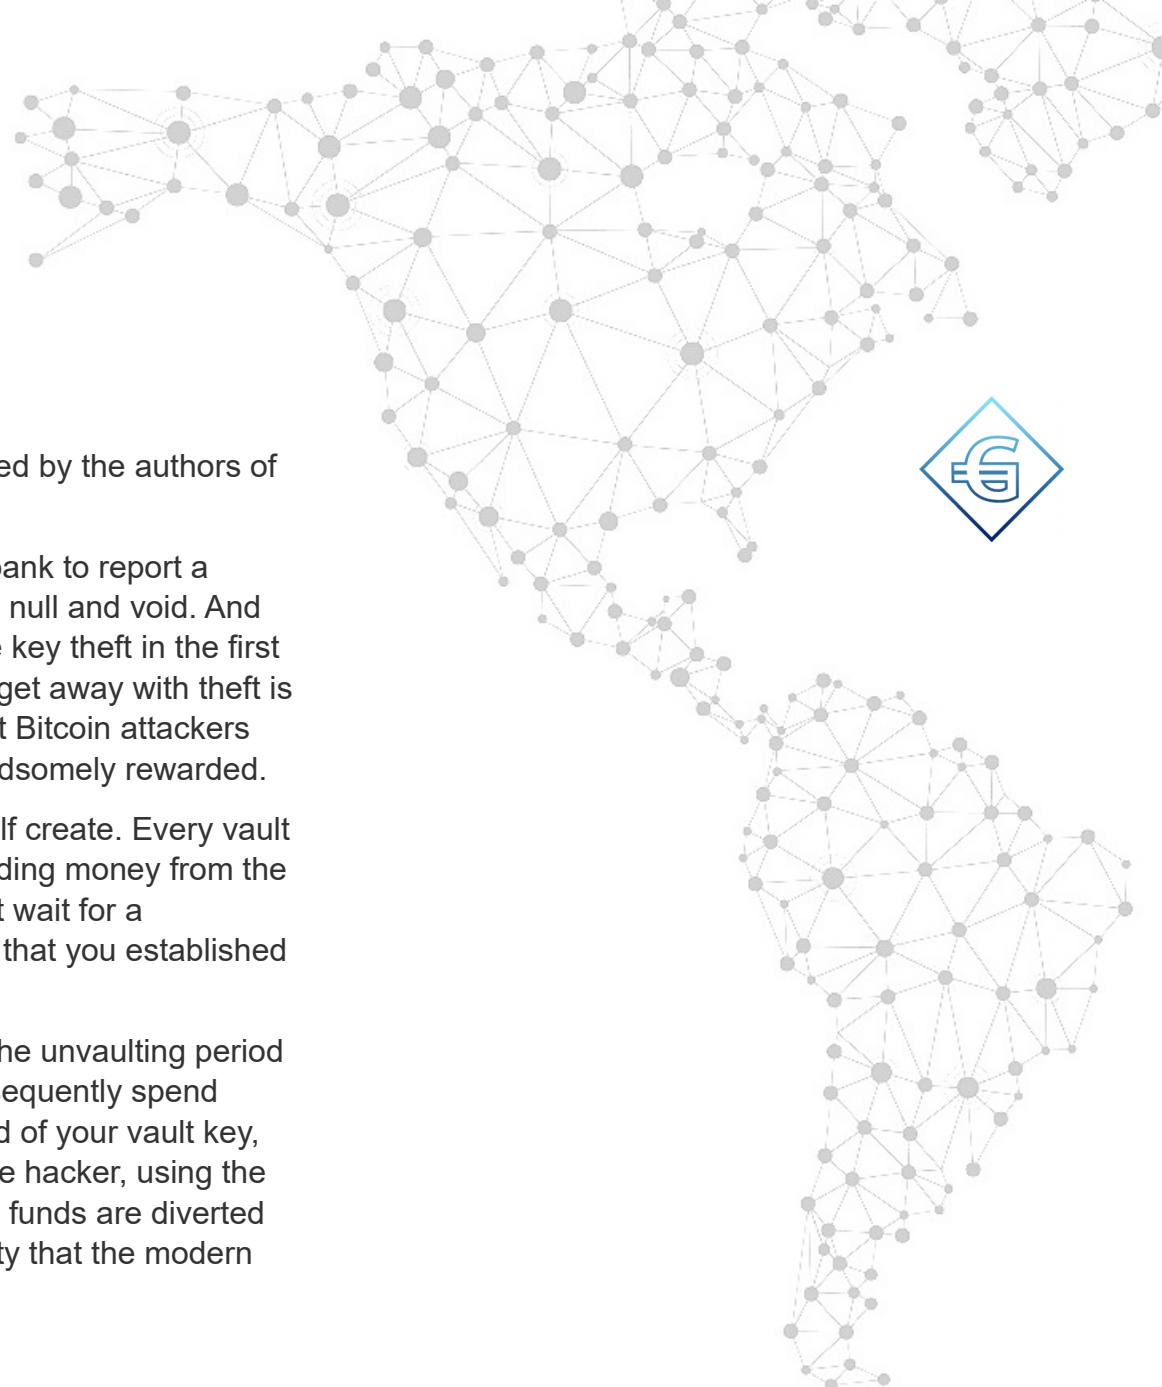 ed by the authors of
ank to report a
null and void. And
key theft in the first
get away with theft is
t Bitcoin attackers
dsomely rewarded.
lf create. Every vault
ding money from the
t wait for a
that you established
he unvaulting period
sequently spend
d of your vault key,
e hacker, using the
funds are diverted
ty that the modern